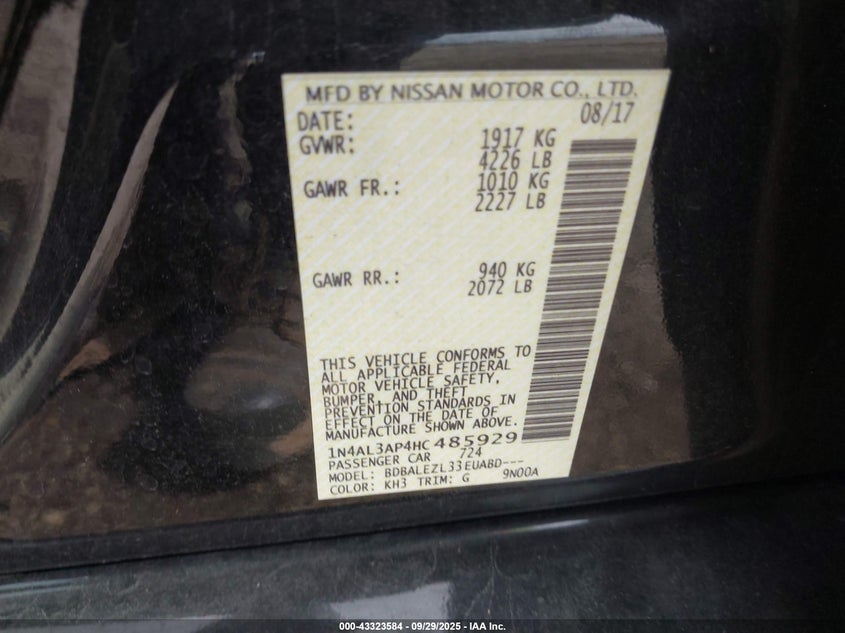 MFD BY NISSAN MOTOR CO., LTD.
DATE: 08/17
GVWR: 1917 KG
4226 LB
GAWR FR.: 1010 KG
2227 LB
GAWR RR.: 940 KG
2072 LB
THIS VEHICLE CONFORMS TO
ALL APPLICABLE FEDERAL
MOTOR VEHICLE SAFETY,
BUMPER, AND THEFT
PREVENTION STANDARDS IN
EFFECT ON THE DATE OF
MANUFACTURE SHOWN ABOVE.
1N4AL3AP4HC485929
PASSENGER CAR 724
MODEL: BDBALEZL33EUABD---
COLOR: KH3 TRIM: G 9N00A
000-43323584 - 09/29/2025 - IAA Inc.